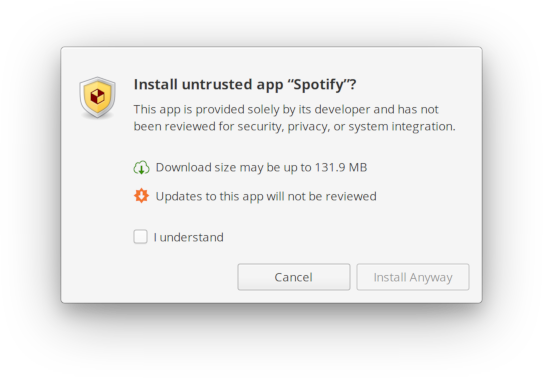 Install untrusted app “Spotify”?
This app is provided solely by its developer and has not
been reviewed for security, privacy, or system integration.
Download size may be up to 131.9 MB
Updates to this app will not be reviewed
I understand
Cancel
Install Anyway